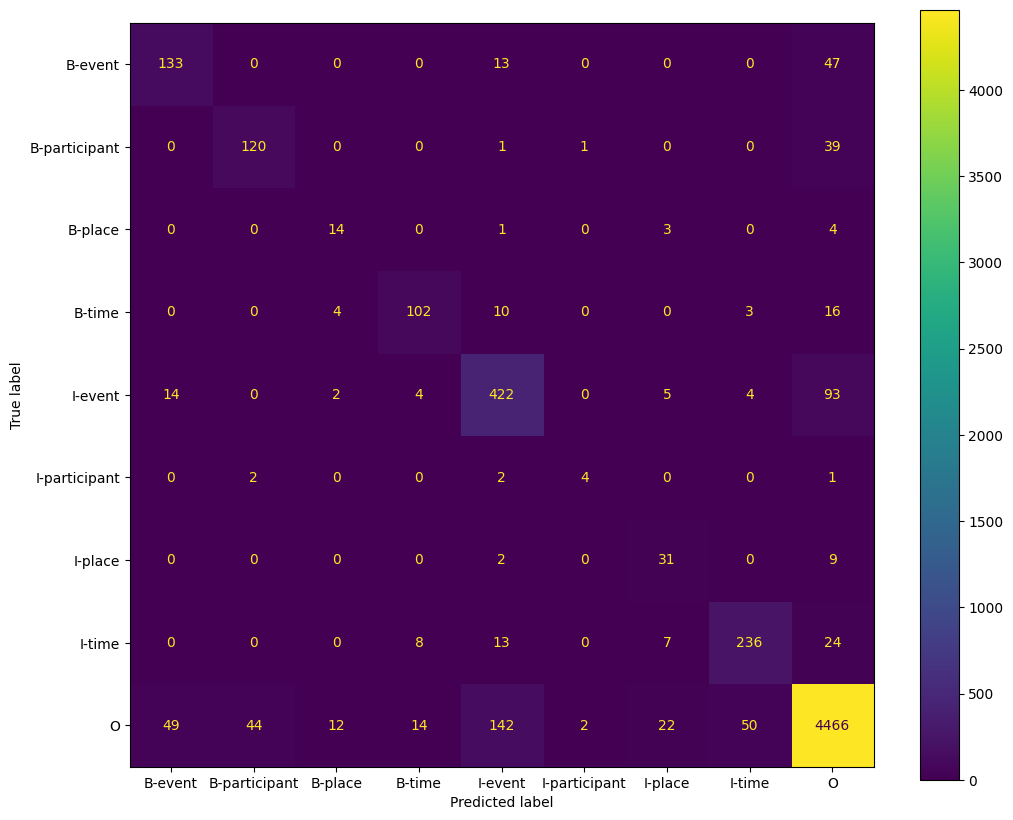 B-event 133 0 0 0 13 0 0 0 47
B-participant 0 120 0 0 1 1 0 0 39
B-place 0 0 14 0 1 0 3 0 4
B-time 0 0 4 102 10 0 0 3 16
I-event 14 0 2 4 422 0 5 4 93
I-participant 0 2 0 0 2 4 0 0 1
I-place 0 0 0 0 2 0 31 0 9
I-time 0 0 0 8 13 0 7 236 24
O 49 44 12 14 142 2 22 50 4466
B-event B-participant B-place B-time I-event I-participant I-place I-time O
Predicted label
True label
4000
3500
3000
2500
2000
1500
1000
500
0